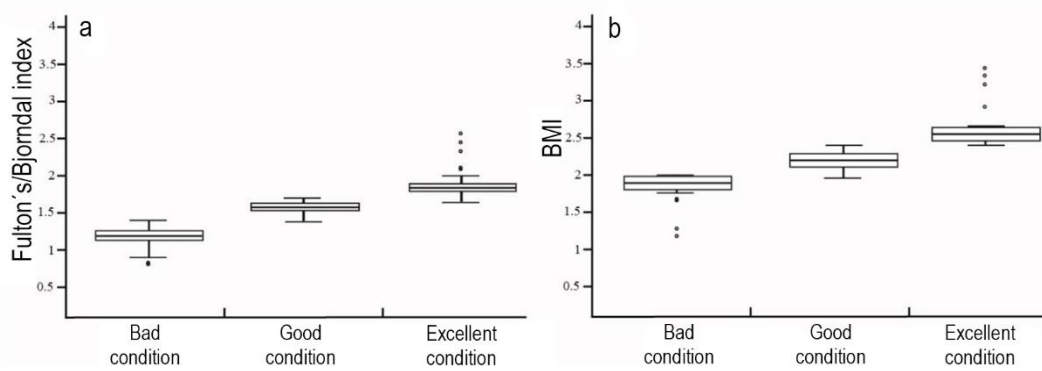 a
Fulton´s/Bjorndal index
4
3.5
3
2.5
2
1.5
1
0.5
Bad
condition
Good
condition
Excellent
condition
b
BMI
4
3.5
3
2.5
2
1.5
1
0.5
Bad
condition
Good
condition
Excellent
condition